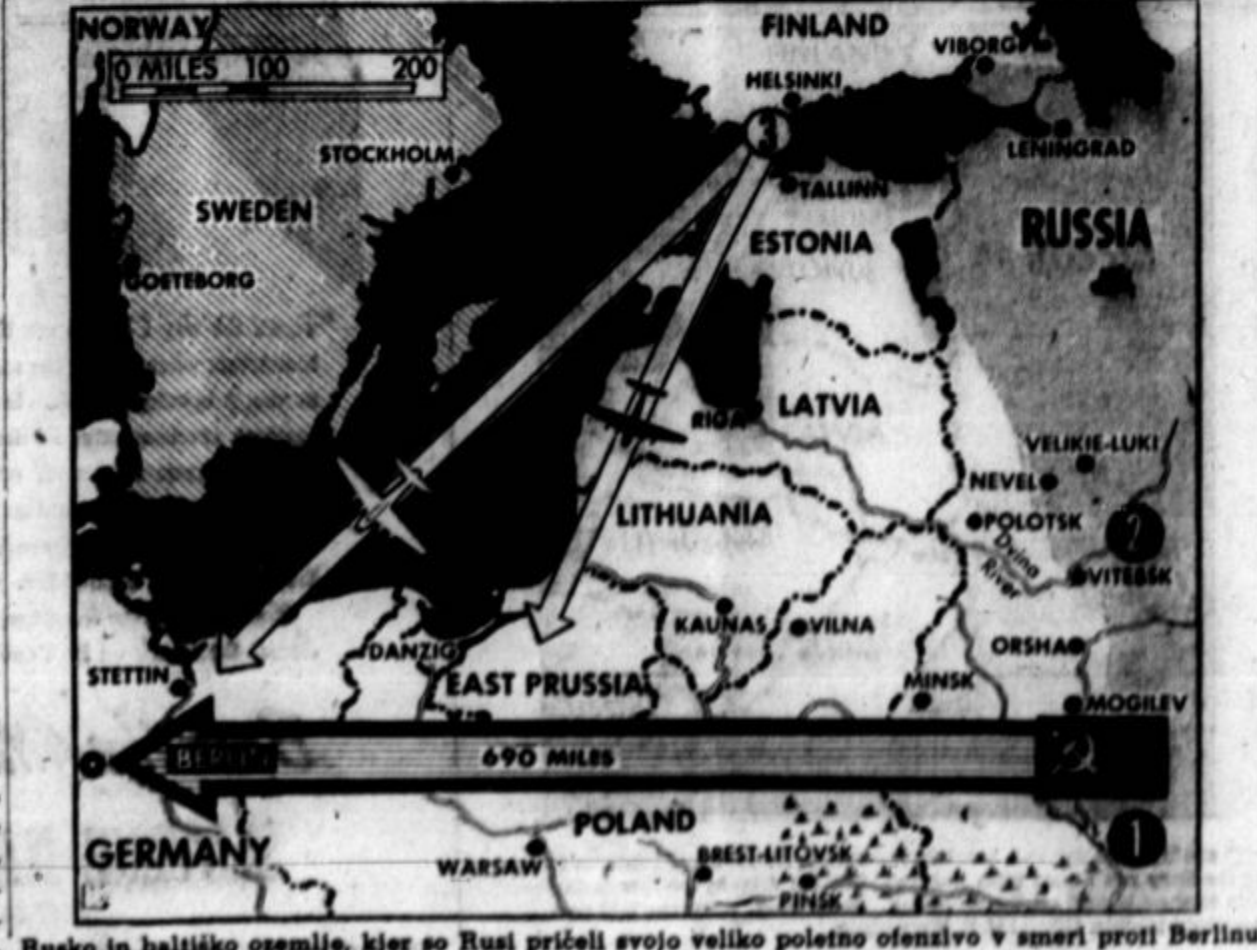 NORWAY
0 MILES 100 200
FINLAND
VIBORG
HELSINKI
3
STOCKHOLM
LENINGRAD
TALLINN
SWEDEN
ESTONIA
RUSSIA
GOETEBORG
LATVIA
RIGA
VELIKIE-LUKI
NEVEL
LITHUANIA
POLOTSK
2
Dvina
River
VITEBSK
KAUNAS
VILNA
ORSHA
DANZIG
STETTIN
EAST PRUSSIA
MINSK
MOGILEV
BERLIN
690 MILES
POLAND
1
GERMANY
WARSAW
BREST-LITOVSK
PINSK
Rusko in baltiško ozemlje, kjer so Rusi pričeli svojo veliko poletno ofenzivo v smeri proti Berlinu